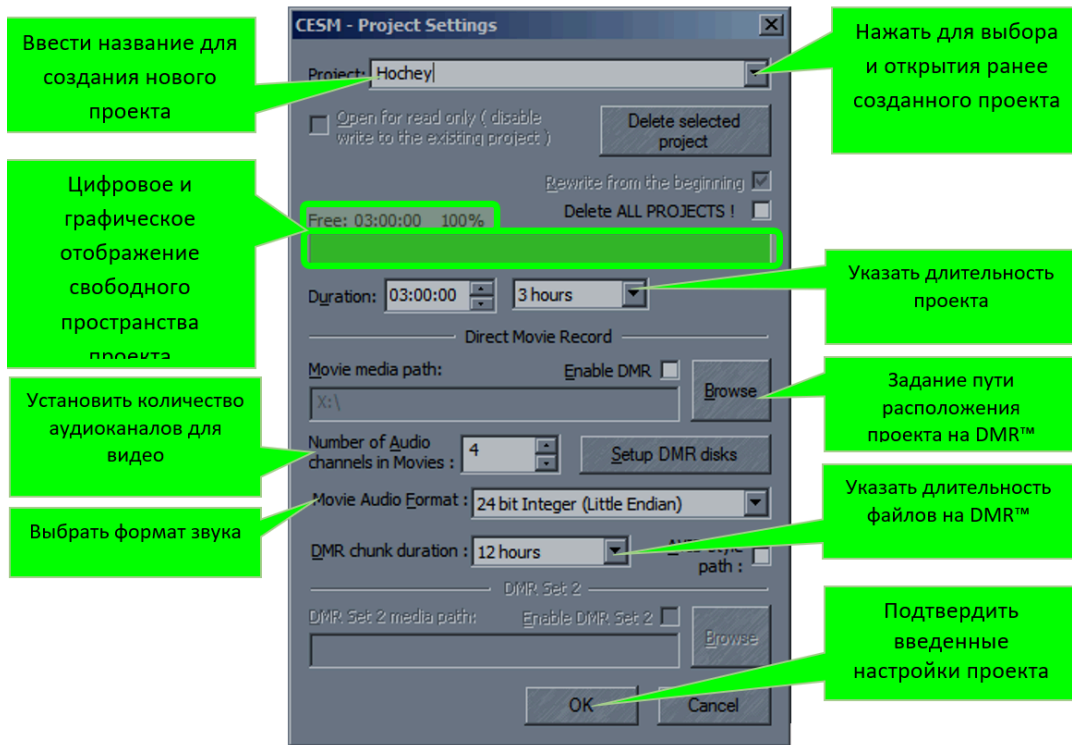 Ввести название для
создания нового
проекта
Цифровое и
графическое
отображение
свободного
пространства
проекта
Установить количество
аудиоканалов для
видео
Выбрать формат звука
CESM - Project Settings
Project: Hochey
Open for read only ( disable
write to the existing project )
Delete selected
project
Rewrite from the beginning
Delete ALL PROJECTS !
Free: 03:00:00 100%
Duration: 03:00:00 3 hours
Direct Movie Record
Movie media path: Enable DMR
X:\
Browse
Number of Audio
channels in Movies : 4
Setup DMR disks
Movie Audio Format : 24 bit Integer (Little Endian)
DMR chunk duration : 12 hours
path :
DMR Set 2
DMR Set 2 media path: Enable DMR Set 2
Browse
OK Cancel
Нажать для выбора
и открытия ранее
созданного проекта
Указать длительность
проекта
Задание пути
расположения
проекта на DMR™
Указать длительность
файлов на DMR™
Подтвердить
введенные
настройки проекта